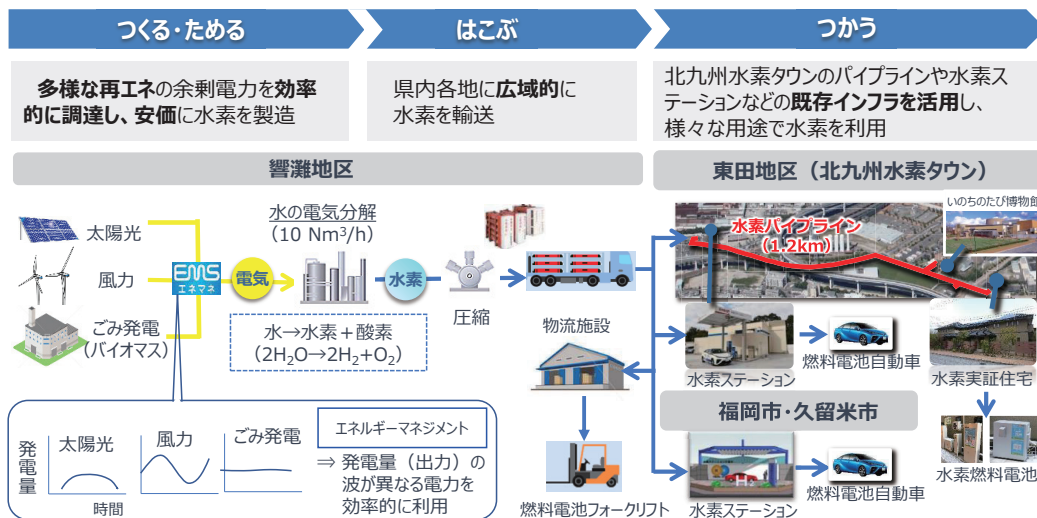 つくる・ためる
はこぶ
つかう
多様な再エネの余剰電力を効率
的に調達し、安価に水素を製造
県内各地に広域的に
水素を輸送
北九州水素タウンのパイプラインや水素ス
テーションなどの既存インフラを活用し、
様々な用途で水素を利用
響灘地区
東田地区（北九州水素タウン）
太陽光
風力
ごみ発電
（バイオマス）
EMS
エネマネ
電気
水の電気分解
（10 Nm³/h）
水素
圧縮
水→水素＋酸素
（2H₂O→2H₂+O₂）
物流施設
燃料電池フォークリフト
水素パイプライン
（1.2km）
いのちのたび博物館
水素ステーション
燃料電池自動車
水素実証住宅
水素燃料電池
福岡市・久留米市
水素ステーション
燃料電池自動車
発電量
太陽光
時間
風力
ごみ発電
エネルギーマネジメント
⇒ 発電量（出力）の
波が異なる電力を
効率的に利用